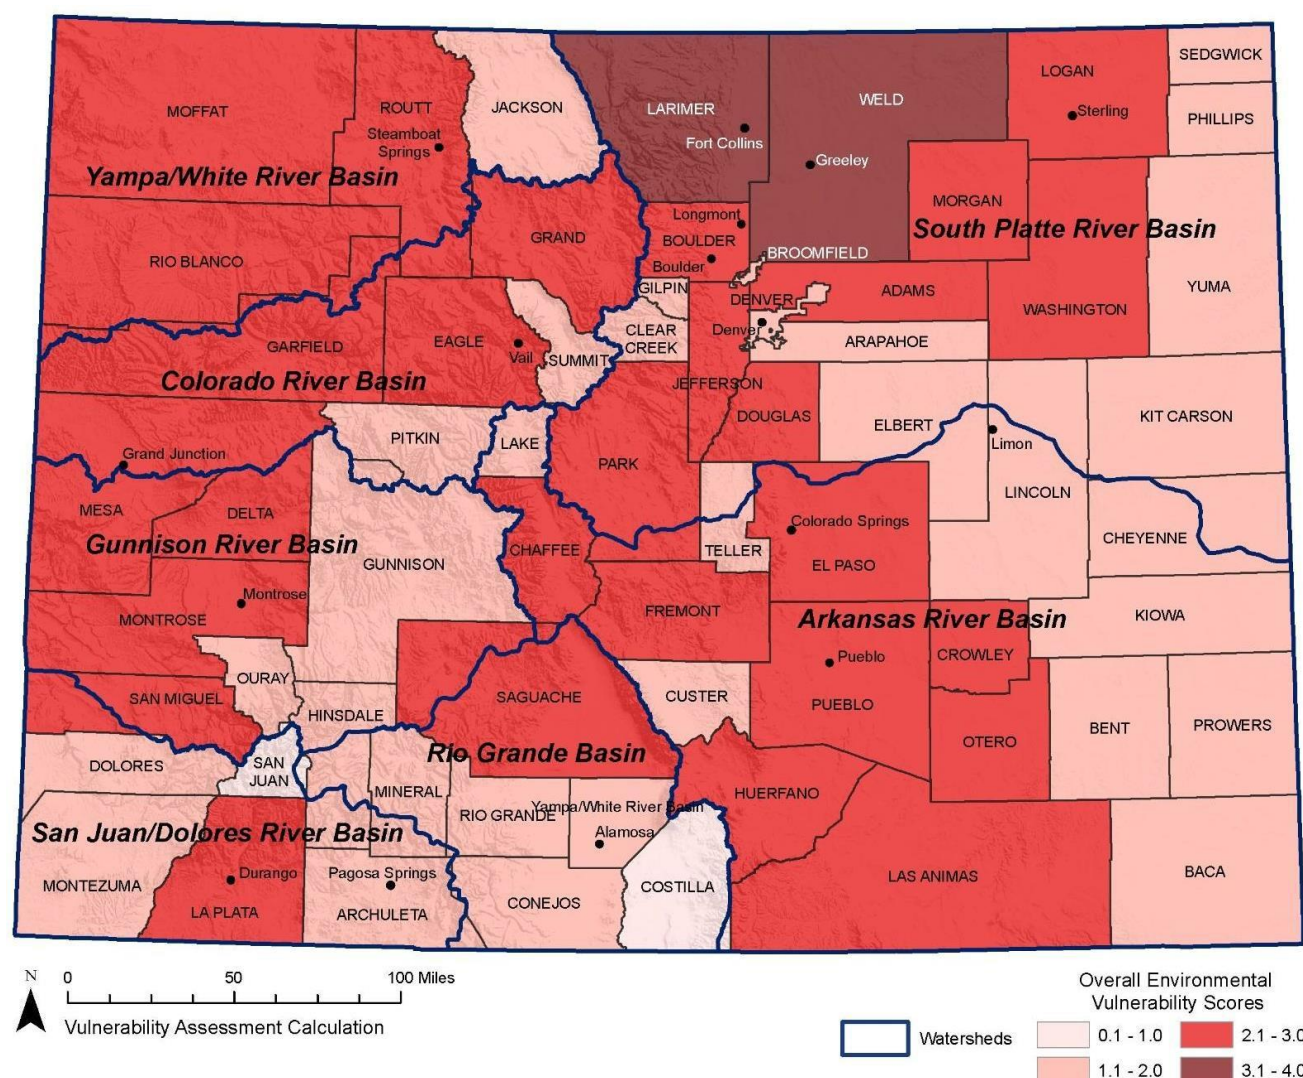 SEDGWICK
LOGAN
WELD
MOFFAT
ROUTT
JACKSON
LARIMER
Sterling
PHILLIPS
Steamboat
Springs
Fort Collins
Greeley
Yampa/White River Basin
MORGAN
Longmont
South Platte River Basin
GRAND
BOULDER
BROOMFIELD
RIO BLANCO
Boulder
GILPIN
YUMA
DENVER
ADAMS
WASHINGTON
CLEAR
CREEK
Denver
ARAPAHOE
GARFIELD
EAGLE
Vail
SUMMIT
Colorado River Basin
JEFFERSON
DOUGLAS
ELBERT
KIT CARSON
PITKIN
LAKE
Limon
Grand Junction
PARK
LINCOLN
MESA
DELTA
Colorado Springs
Gunnison River Basin
CHAFFEE
TELLER
CHEYENNE
GUNNISON
EL PASO
Montrose
MONTROSE
FREMONT
Arkansas River Basin
KIOWA
Pueblo
CROWLEY
OURAY
SAN MIGUEL
SAGUACHE
CUSTER
PUEBLO
HINSDALE
BENT
PROWERS
OTERO
Rio Grande Basin
DOLORES
SAN
JUAN
MINERAL
HUERFANO
Yampa/White River Basin
RIO GRANDE
San Juan/Dolores River Basin
Alamosa
Durango
Pagosa Springs
MONTEZUMA
COSTILLA
LAS ANIMAS
BACA
LA PLATA
ARCHULETA
CONEJOS
N
0 50 100 Miles
Vulnerability Assessment Calculation
Overall Environmental
Vulnerability Scores
Watersheds
0.1 - 1.0
2.1 - 3.0
1.1 - 2.0
3.1 - 4.0